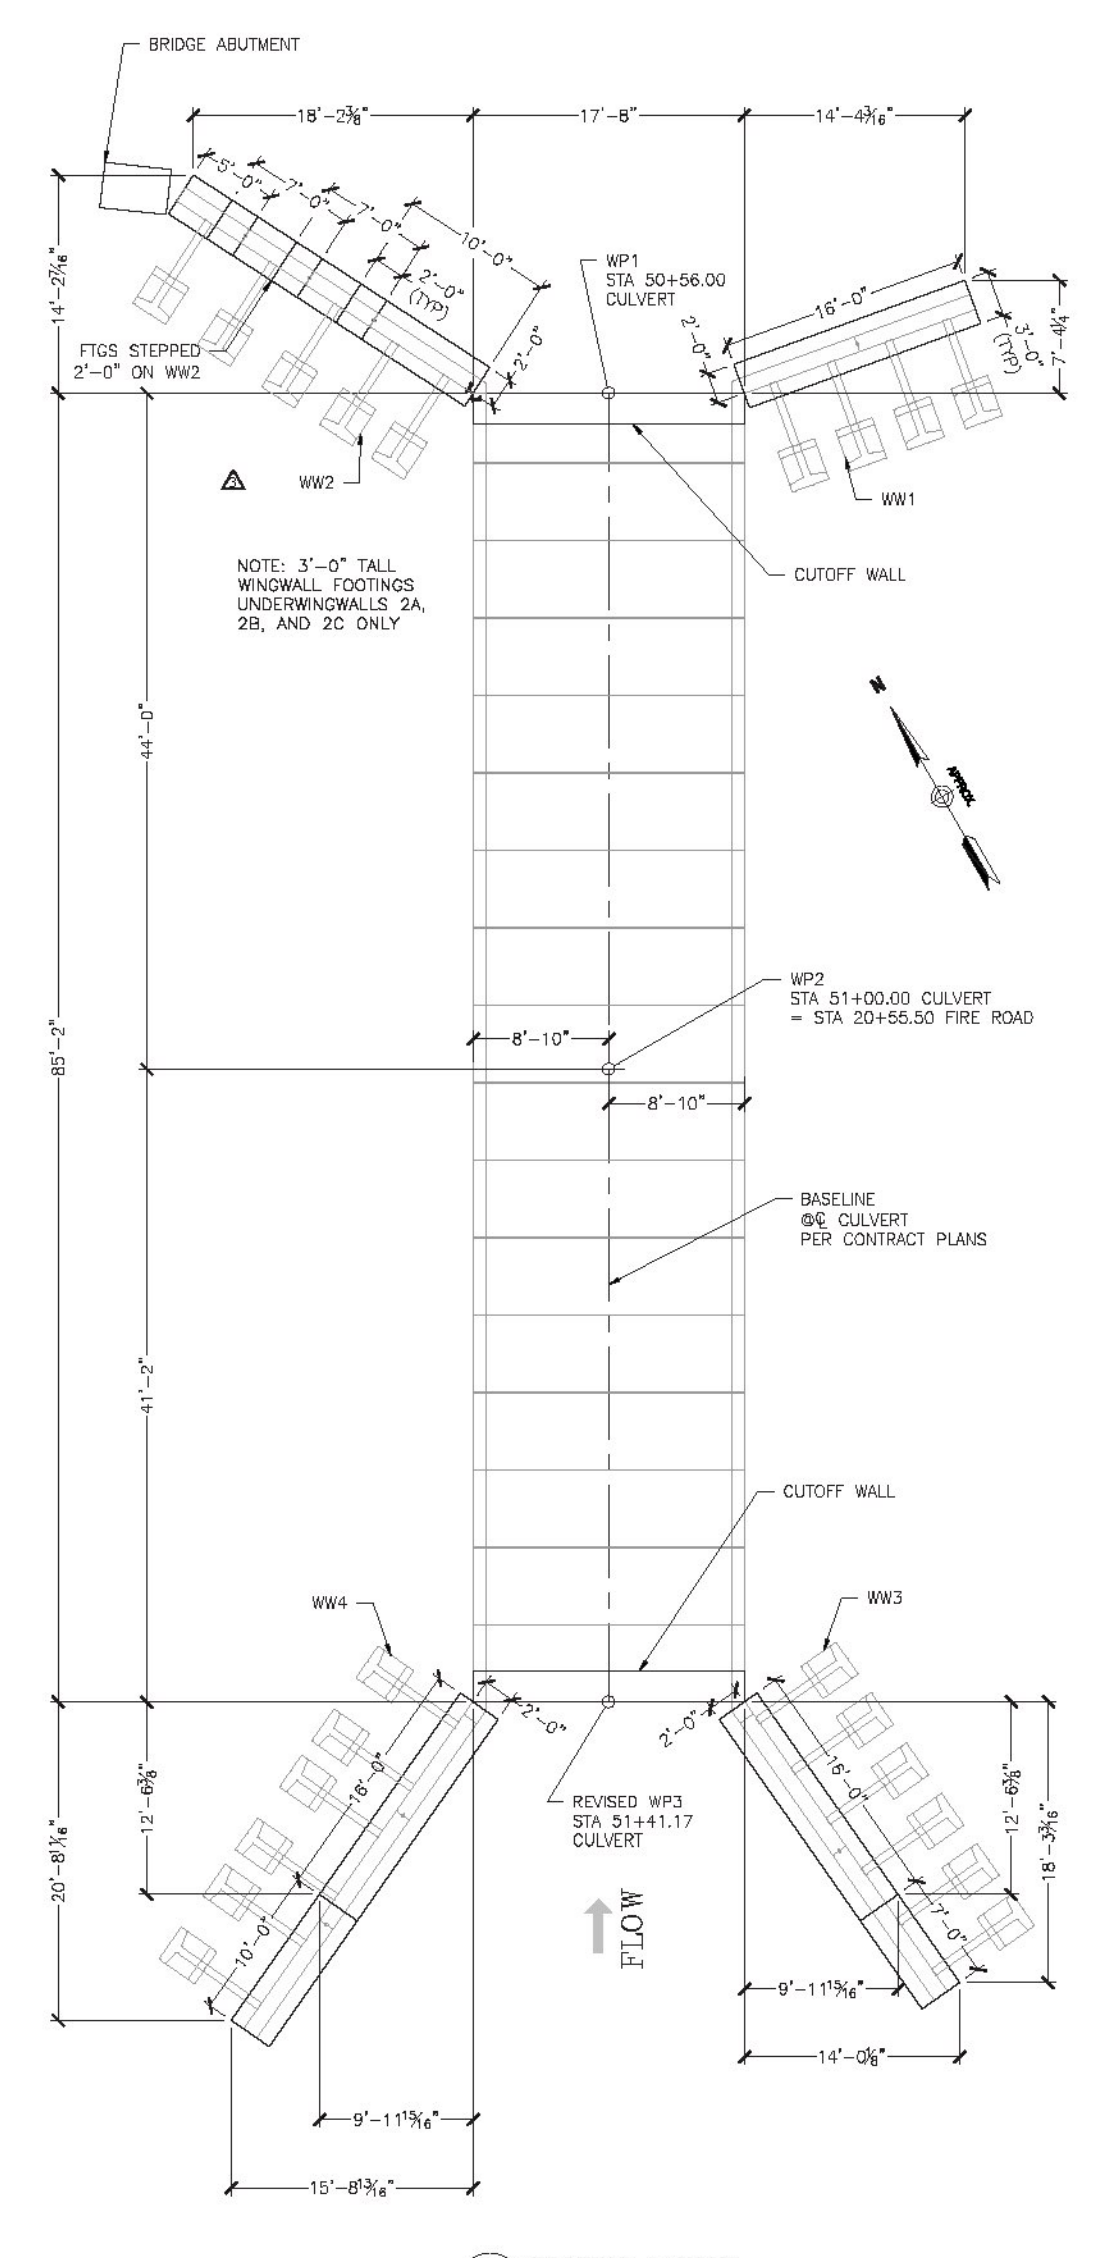 BRIDGE ABUTMENT
18'-2⅜"
17'-8"
14'-4³⁄₁₆"
5'-0"
7'-0"
7'-0"
10'-0"
2'-0"
(TYP)
2'-0"
14'-2⁷⁄₁₆"
FTGS STEPPED
2'-0" ON WW2
WP1
STA 50+56.00
CULVERT
16'-0"
2'-0"
3'-0"
(TYP)
7'-4¼"
3
WW2
WW1
CUTOFF WALL
NOTE: 3'-0" TALL
WINGWALL FOOTINGS
UNDERWINGWALLS 2A,
2B, AND 2C ONLY
N
APPROX.
44'-0"
85'-2"
WP2
STA 51+00.00 CULVERT
= STA 20+55.50 FIRE ROAD
8'-10"
8'-10"
BASELINE
@℄ CULVERT
PER CONTRACT PLANS
41'-2"
CUTOFF WALL
WW4
WW3
2'-0"
2'-0"
16'-0"
16'-0"
12'-6⅜"
12'-6⅜"
18'-3³⁄₁₆"
20'-8¹¹⁄₁₆"
REVISED WP3
STA 51+41.17
CULVERT
FLOW
10'-0"
7'-0"
9'-11¹⁵⁄₁₆"
14'-0⅛"
9'-11¹⁵⁄₁₆"
15'-8¹³⁄₁₆"